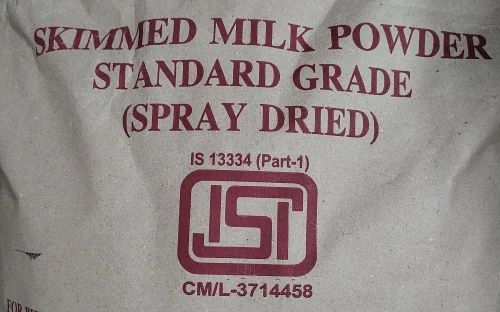 SKIMMED MILK POWDER
STANDARD GRADE
(SPRAY DRIED)
IS 13334 (Part-1)
ISI
CM/L-3714458